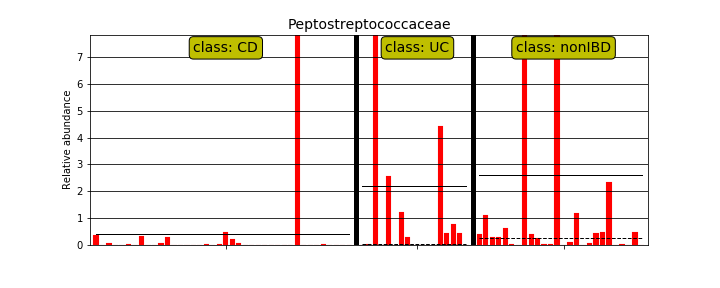 Peptostreptococcaceae
class: CD
class: UC
class: nonIBD
Relative abundance
7
6
5
4
3
2
1
0